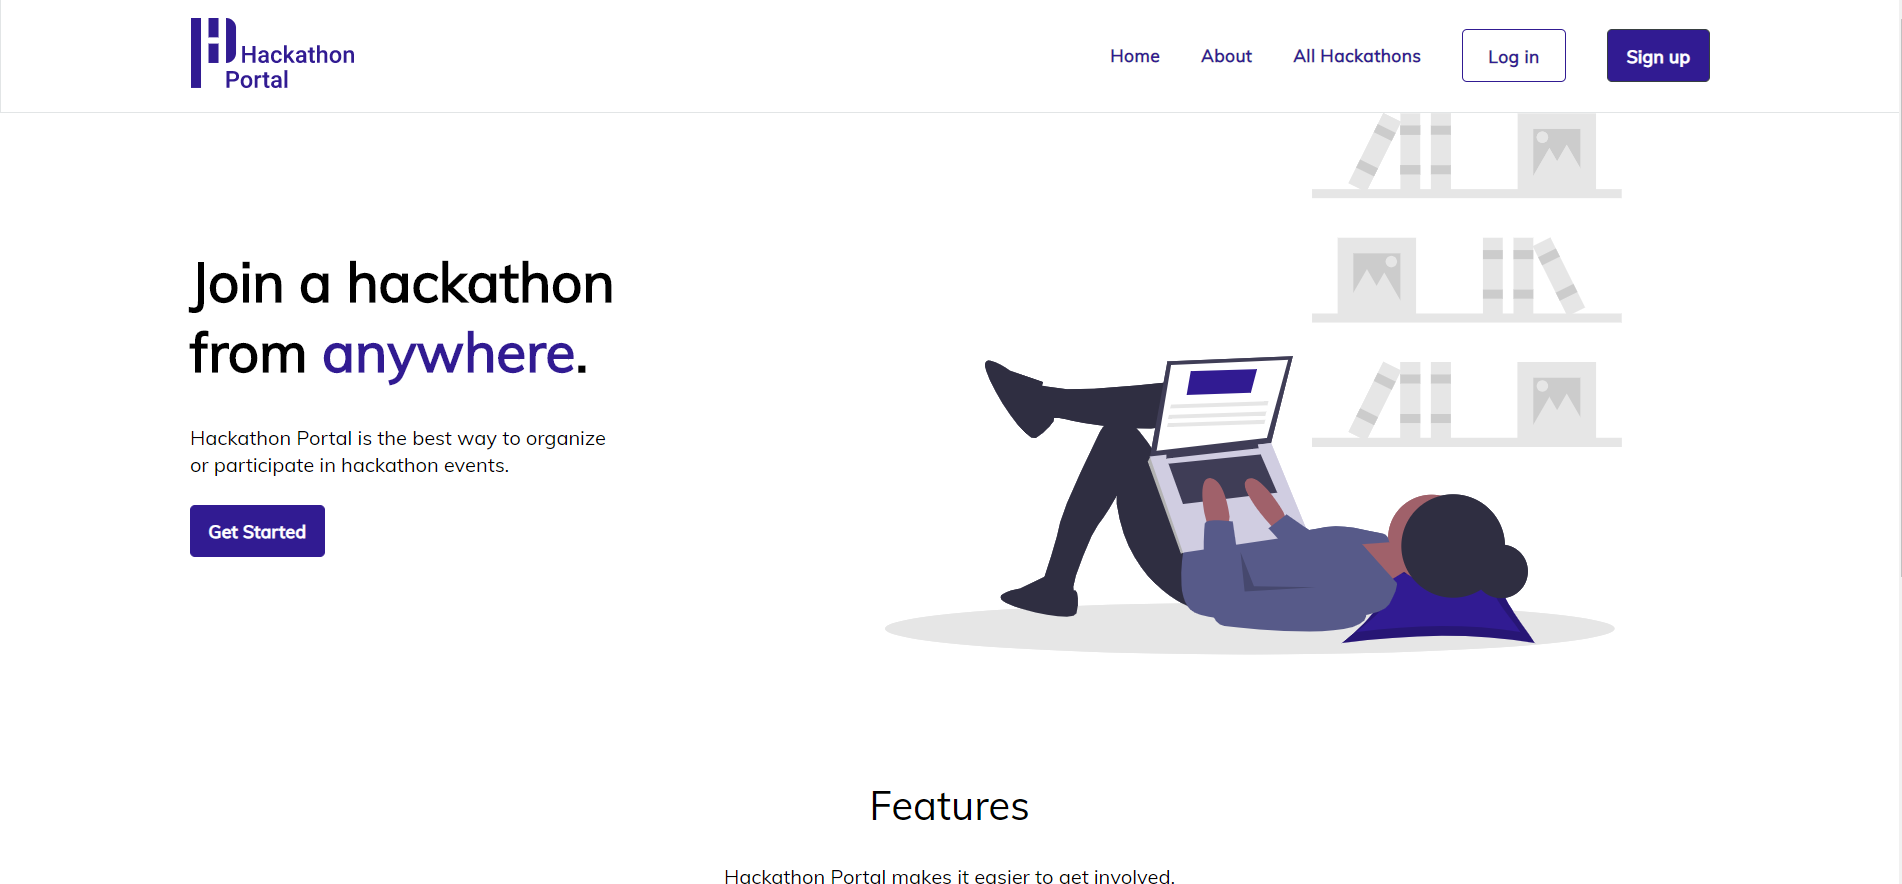 Hackathon
Portal
Home
About
All Hackathons
Log in
Sign up
Join a hackathon
from anywhere.
Hackathon Portal is the best way to organize
or participate in hackathon events.
Get Started
Features
Hackathon Portal makes it easier to get involved.